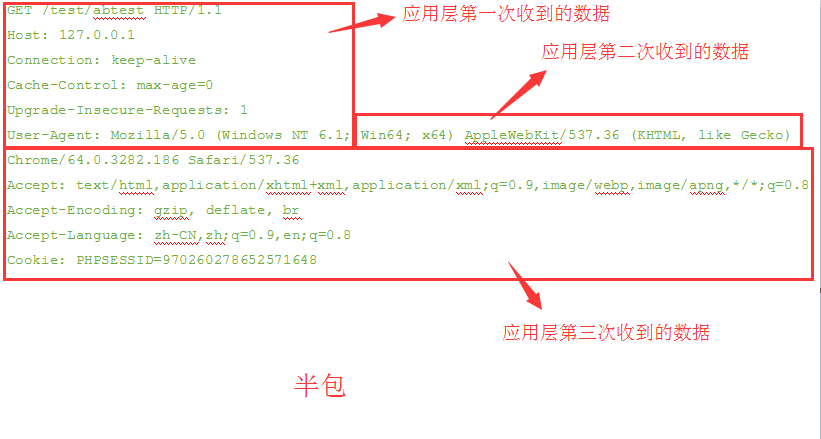 GET /test/abtest HTTP/1.1
应用层第一次收到的数据
Host: 127.0.0.1
应用层第二次收到的数据
Connection: keep-alive
Cache-Control: max-age=0
Upgrade-Insecure-Requests: 1
User-Agent: Mozilla/5.0 (Windows NT 6.1; Win64; x64) AppleWebKit/537.36 (KHTML, like Gecko)
Chrome/64.0.3282.186 Safari/537.36
Accept: text/html,application/xhtml+xml,application/xml;q=0.9,image/webp,image/apng,*/*;q=0.8
Accept-Encoding: gzip, deflate, br
Accept-Language: zh-CN,zh;q=0.9,en;q=0.8
Cookie: PHPSESSID=970260278652571648
应用层第三次收到的数据
半包